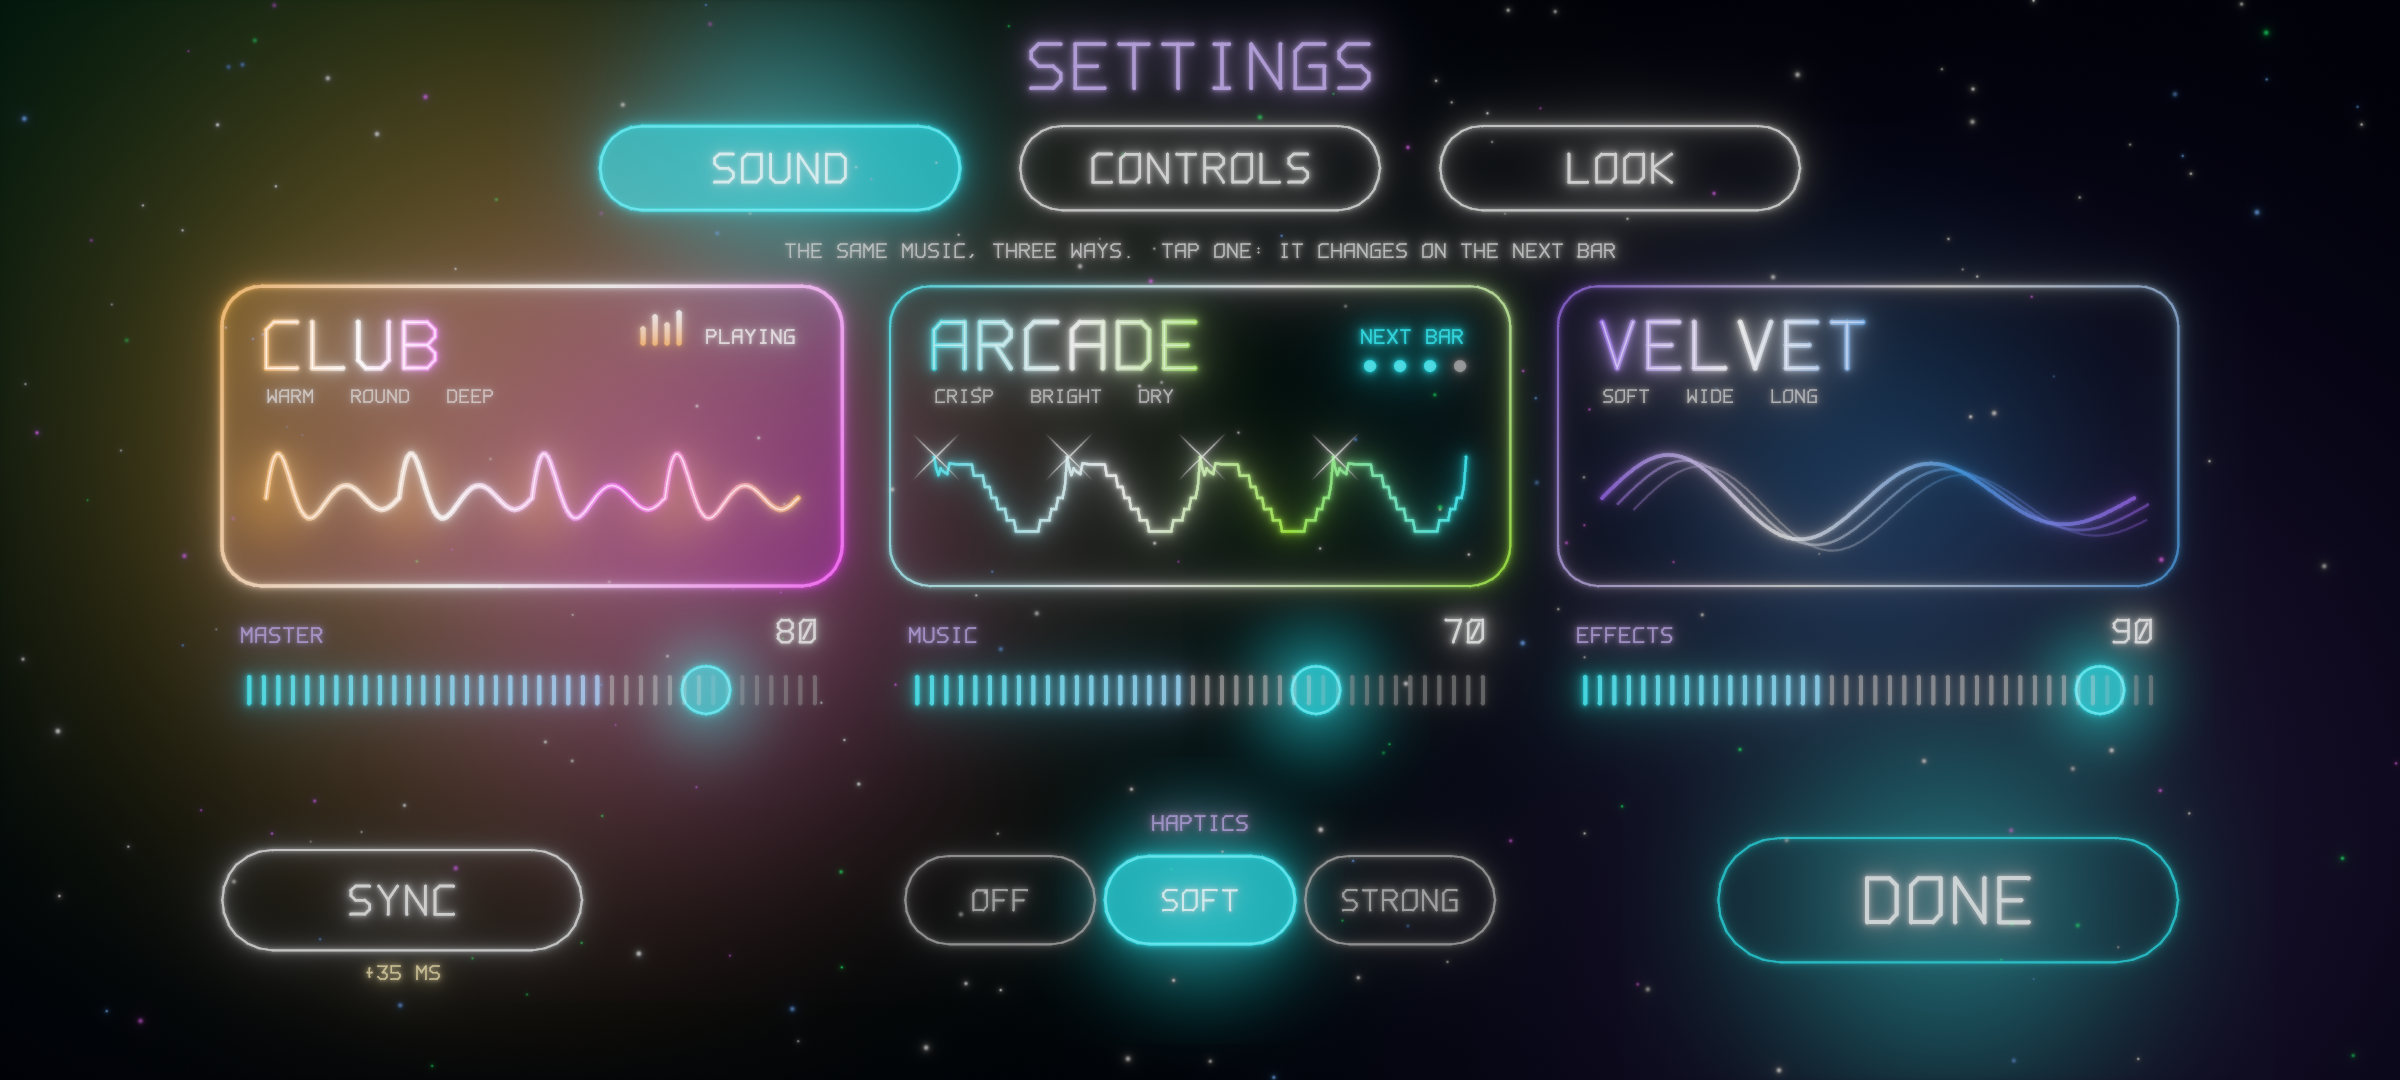 SETTINGS
SOUND CONTROLS LOOK
THE SAME MUSIC, THREE WAYS. TAP ONE: IT CHANGES ON THE NEXT BAR
CLUB PLAYING
WARM ROUND DEEP
ARCADE NEXT BAR
CRISP BRIGHT DRY
VELVET
SOFT WIDE LONG
MASTER 80
MUSIC 70
EFFECTS 90
HAPTICS
SYNC OFF SOFT STRONG DONE
+35 MS